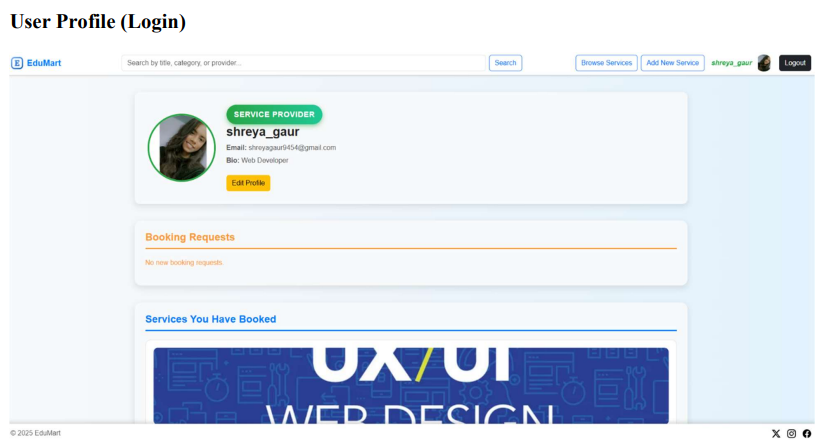 User Profile (Login)
E EduMart
Search by title, category, or provider...
Search
Browse Services
Add New Service
shreya_gaur
Logout
SERVICE PROVIDER
shreya_gaur
Email: shreyagaur9454@gmail.com
Bio: Web Developer
Edit Profile
Booking Requests
No new booking requests.
Services You Have Booked
UX/UI
WEB DESIGN
© 2025 EduMart